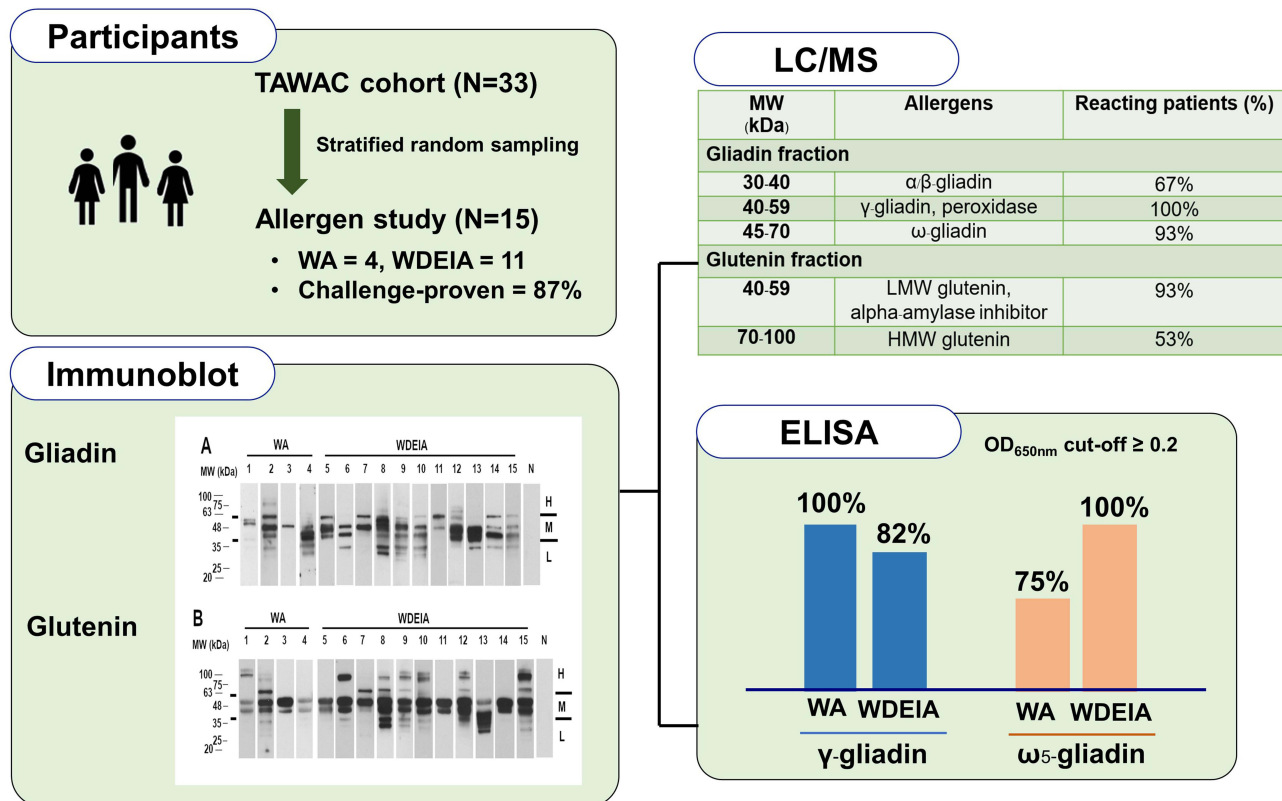 Participants
TAWAC cohort (N=33)
Stratified random sampling
Allergen study (N=15)
• WA = 4, WDEIA = 11
• Challenge-proven = 87%
Immunoblot
Gliadin
A
WA
WDEIA
MW (kDa)
1 2 3 4 5 6 7 8 9 10 11 12 13 14 15 N
100
75
63
48
35
25
20
H
M
L
Glutenin
B
WA
WDEIA
MW (kDa)
1 2 3 4 5 6 7 8 9 10 11 12 13 14 15 N
100
75
63
48
35
25
20
H
M
L
LC/MS
MW (kDa) Allergens Reacting patients (%)
Gliadin fraction
30-40 α/β-gliadin 67%
40-59 γ-gliadin, peroxidase 100%
45-70 ω-gliadin 93%
Glutenin fraction
40-59 LMW glutenin, alpha-amylase inhibitor 93%
70-100 HMW glutenin 53%
ELISA
OD650nm cut-off ≥ 0.2
100%
82%
75%
100%
WA WDEIA WA WDEIA
γ-gliadin ω5-gliadin